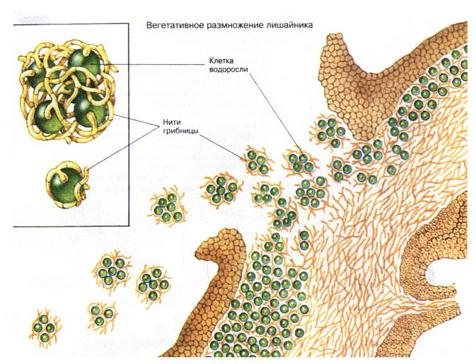 Вегетативное размножение лишайника
Клетка
водоросли
Нити
грибницы